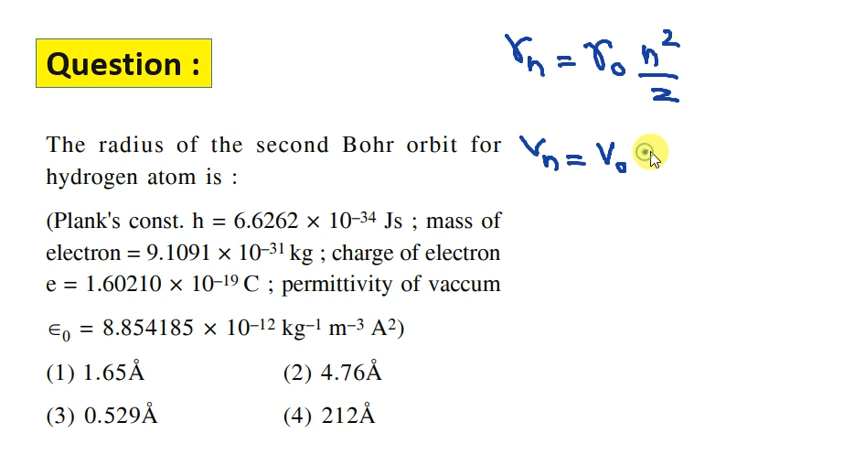 Question :
The radius of the second Bohr orbit for
hydrogen atom is :
(Plank's const. h = 6.6262 × 10⁻³⁴ Js ; mass of
electron = 9.1091 × 10⁻³¹ kg ; charge of electron
e = 1.60210 × 10⁻¹⁹ C ; permittivity of vaccum
∈₀ = 8.854185 × 10⁻¹² kg⁻¹ m⁻³ A²)
(1) 1.65Å (2) 4.76Å
(3) 0.529Å (4) 212Å
rₙ = r₀ n²/z
vₙ = v₀